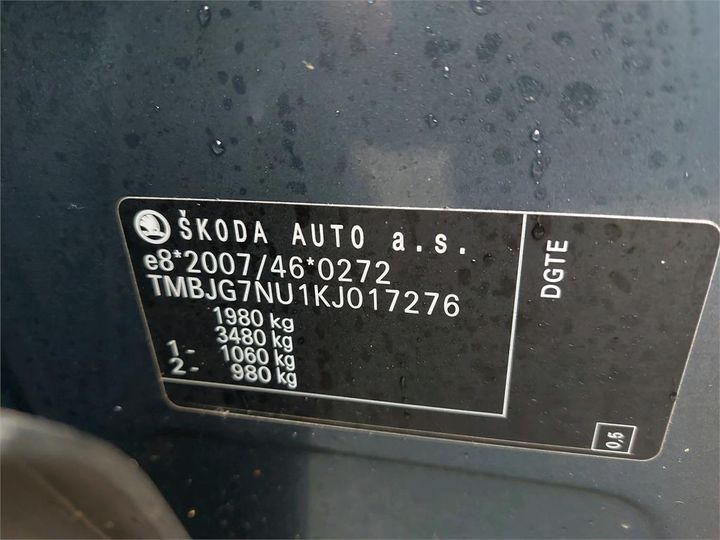 ŠKODA AUTO a.s.
e8*2007/46*0272
TMBJG7NU1KJ017276
1980 kg
3480 kg
1- 1060 kg
2- 980 kg
DGTE
0,5